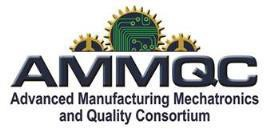 AMMQC
Advanced Manufacturing Mechatronics
and Quality Consortium